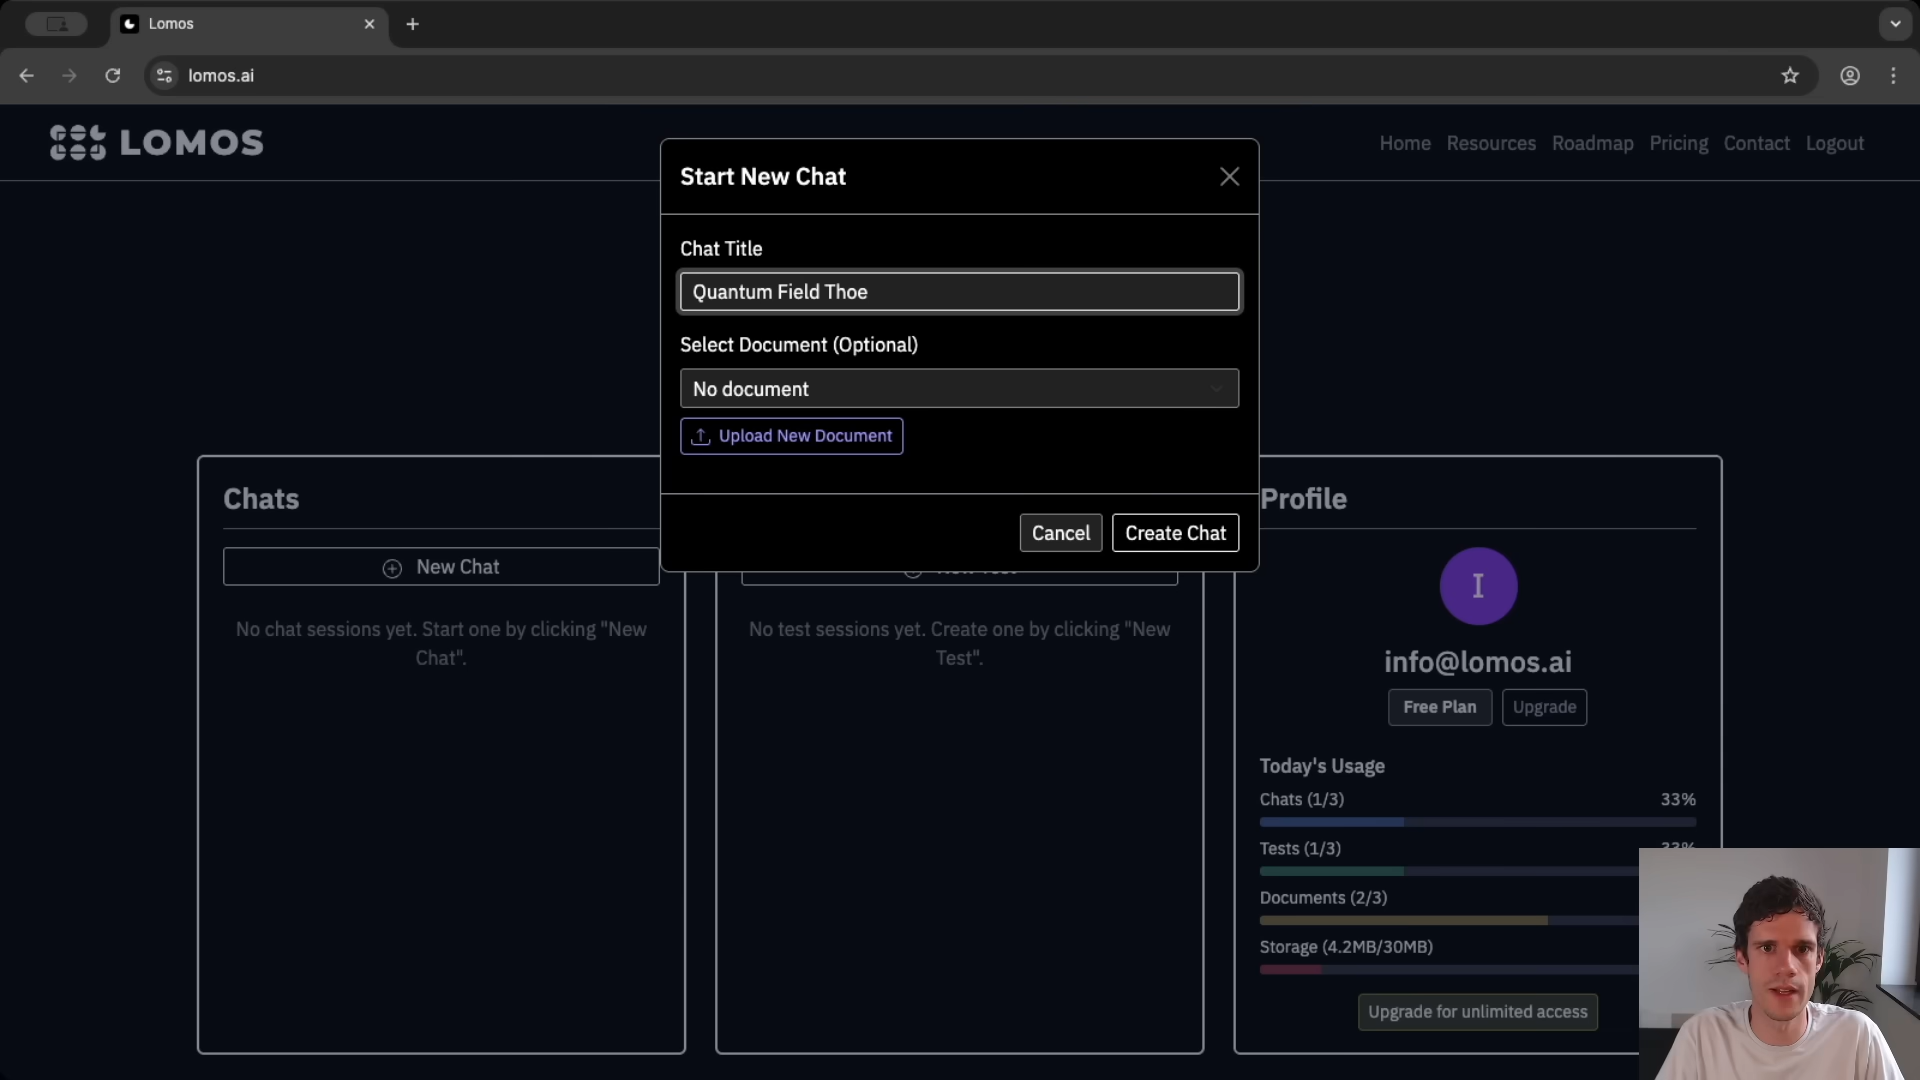 Lomos
lomos.ai
LOMOS
Home Resources Roadmap Pricing Contact Logout
Start New Chat
Chat Title
Quantum Field Thoe
Select Document (Optional)
No document
Upload New Document
Cancel Create Chat
Chats
New Chat
No chat sessions yet. Start one by clicking "New
Chat".
No test sessions yet. Create one by clicking "New
Test".
Profile
I
info@lomos.ai
Free Plan Upgrade
Today's Usage
Chats (1/3) 33%
Tests (1/3) 33%
Documents (2/3)
Storage (4.2MB/30MB)
Upgrade for unlimited access